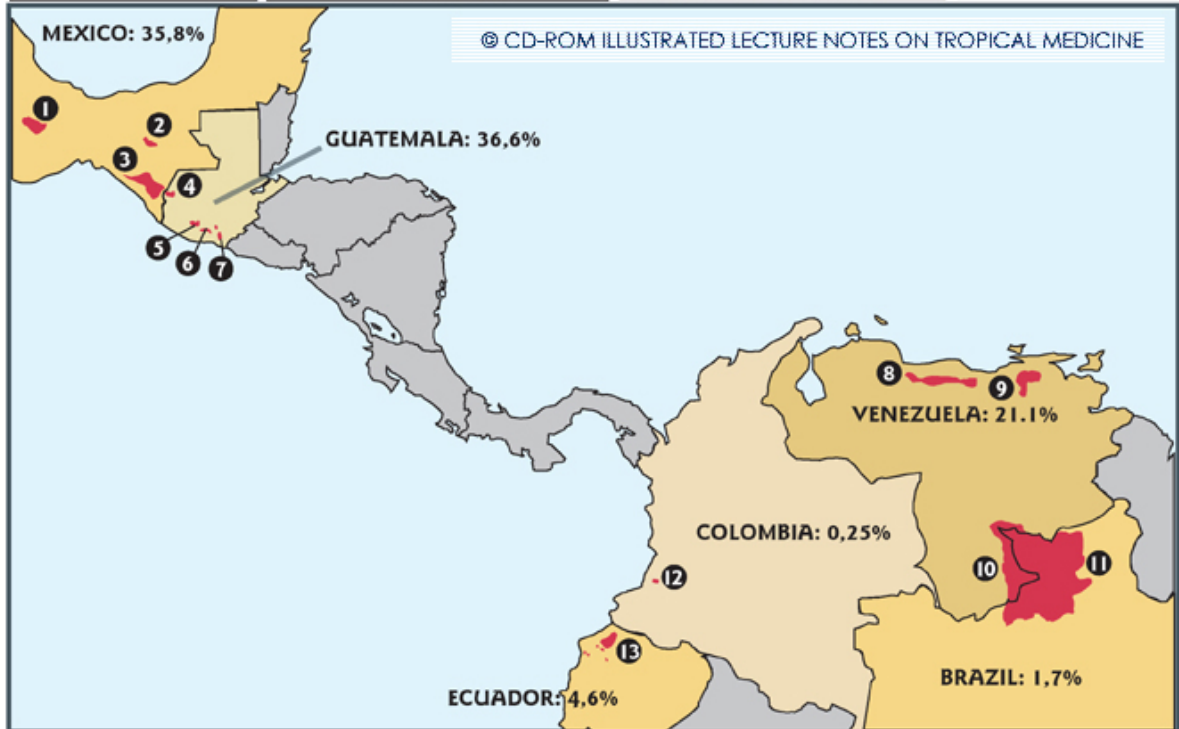 MEXICO: 35,8%
© CD-ROM ILLUSTRATED LECTURE NOTES ON TROPICAL MEDICINE
1
2
GUATEMALA: 36,6%
3
4
5
6
7
8
9
VENEZUELA: 21.1%
COLOMBIA: 0,25%
10
11
12
13
BRAZIL: 1,7%
ECUADOR: 4,6%